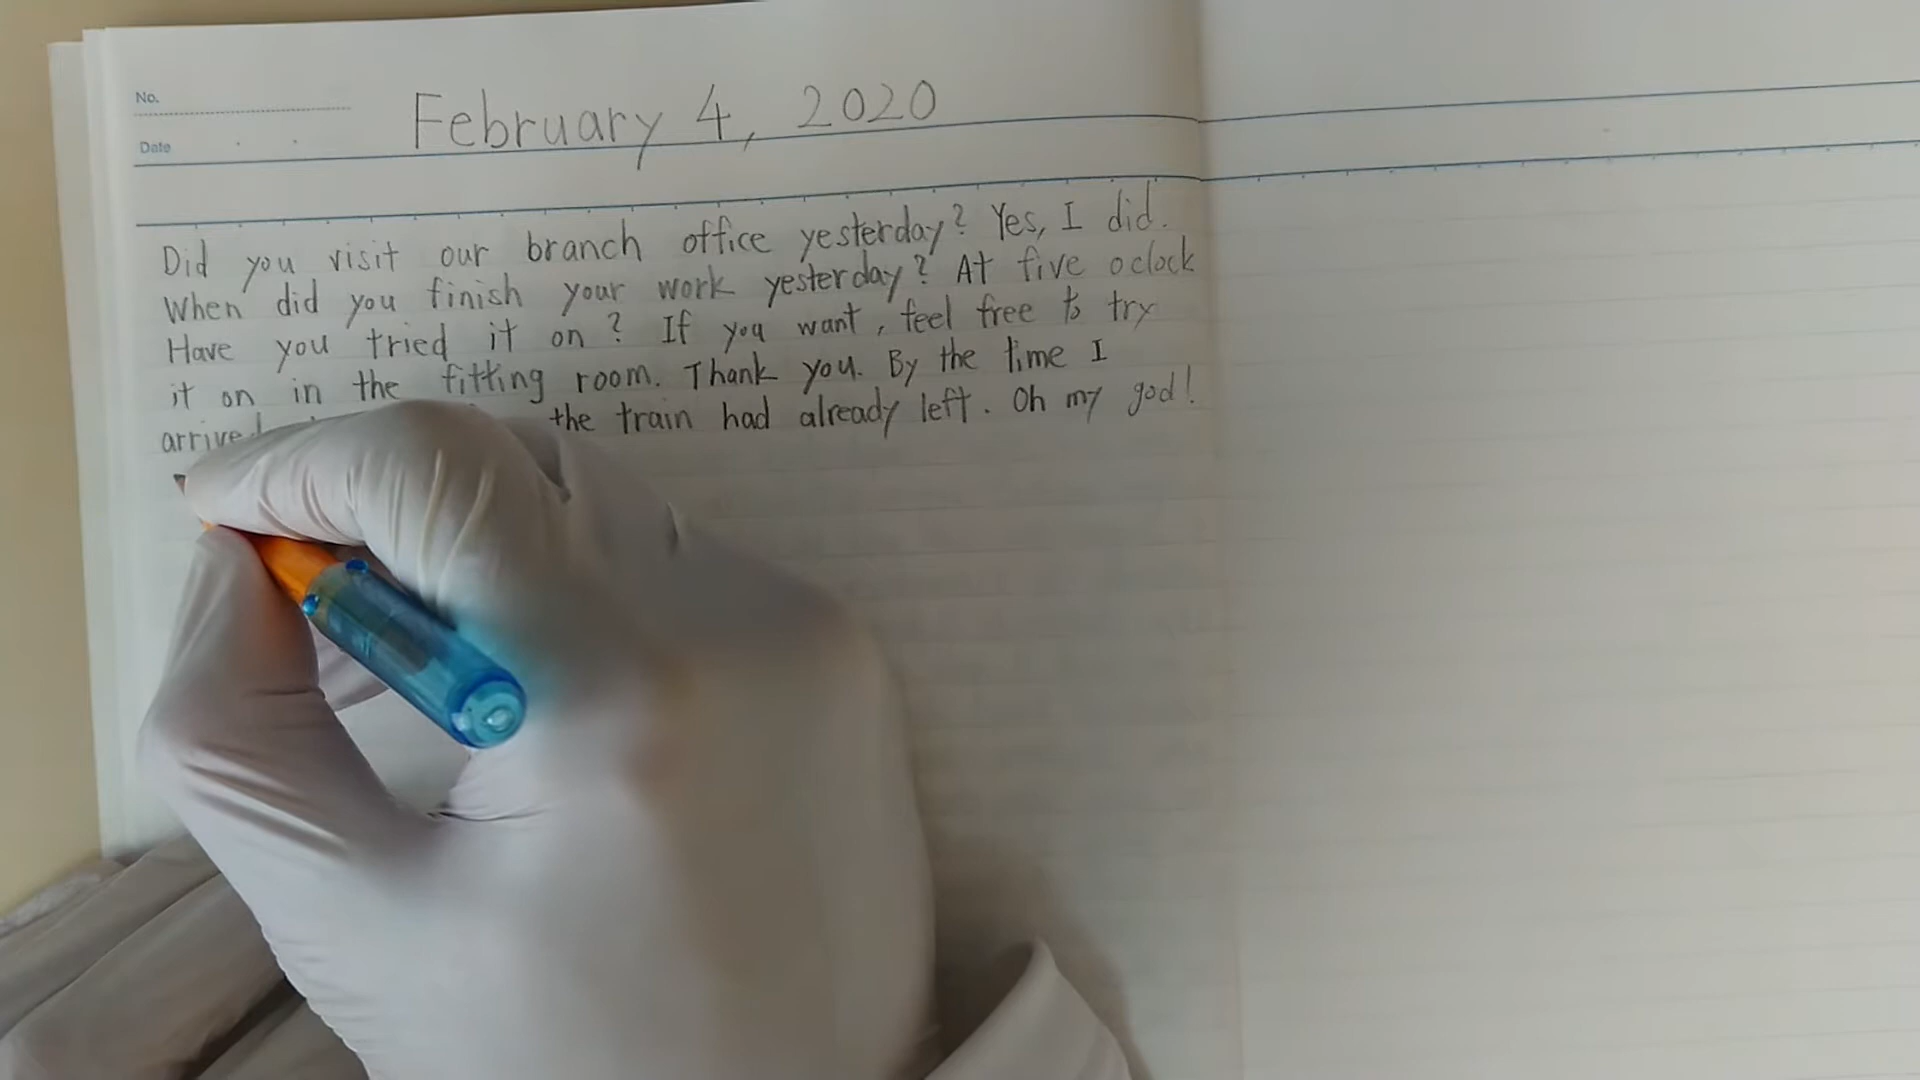 No.
February 4, 2020
Date
Did you visit our branch office yesterday? Yes, I did.
When did you finish your work yesterday? At five oclock
Have you tried it on? If you want, feel free to try
it on in the fitting room. Thank you. By the time I
arrived the train had already left. Oh my god!